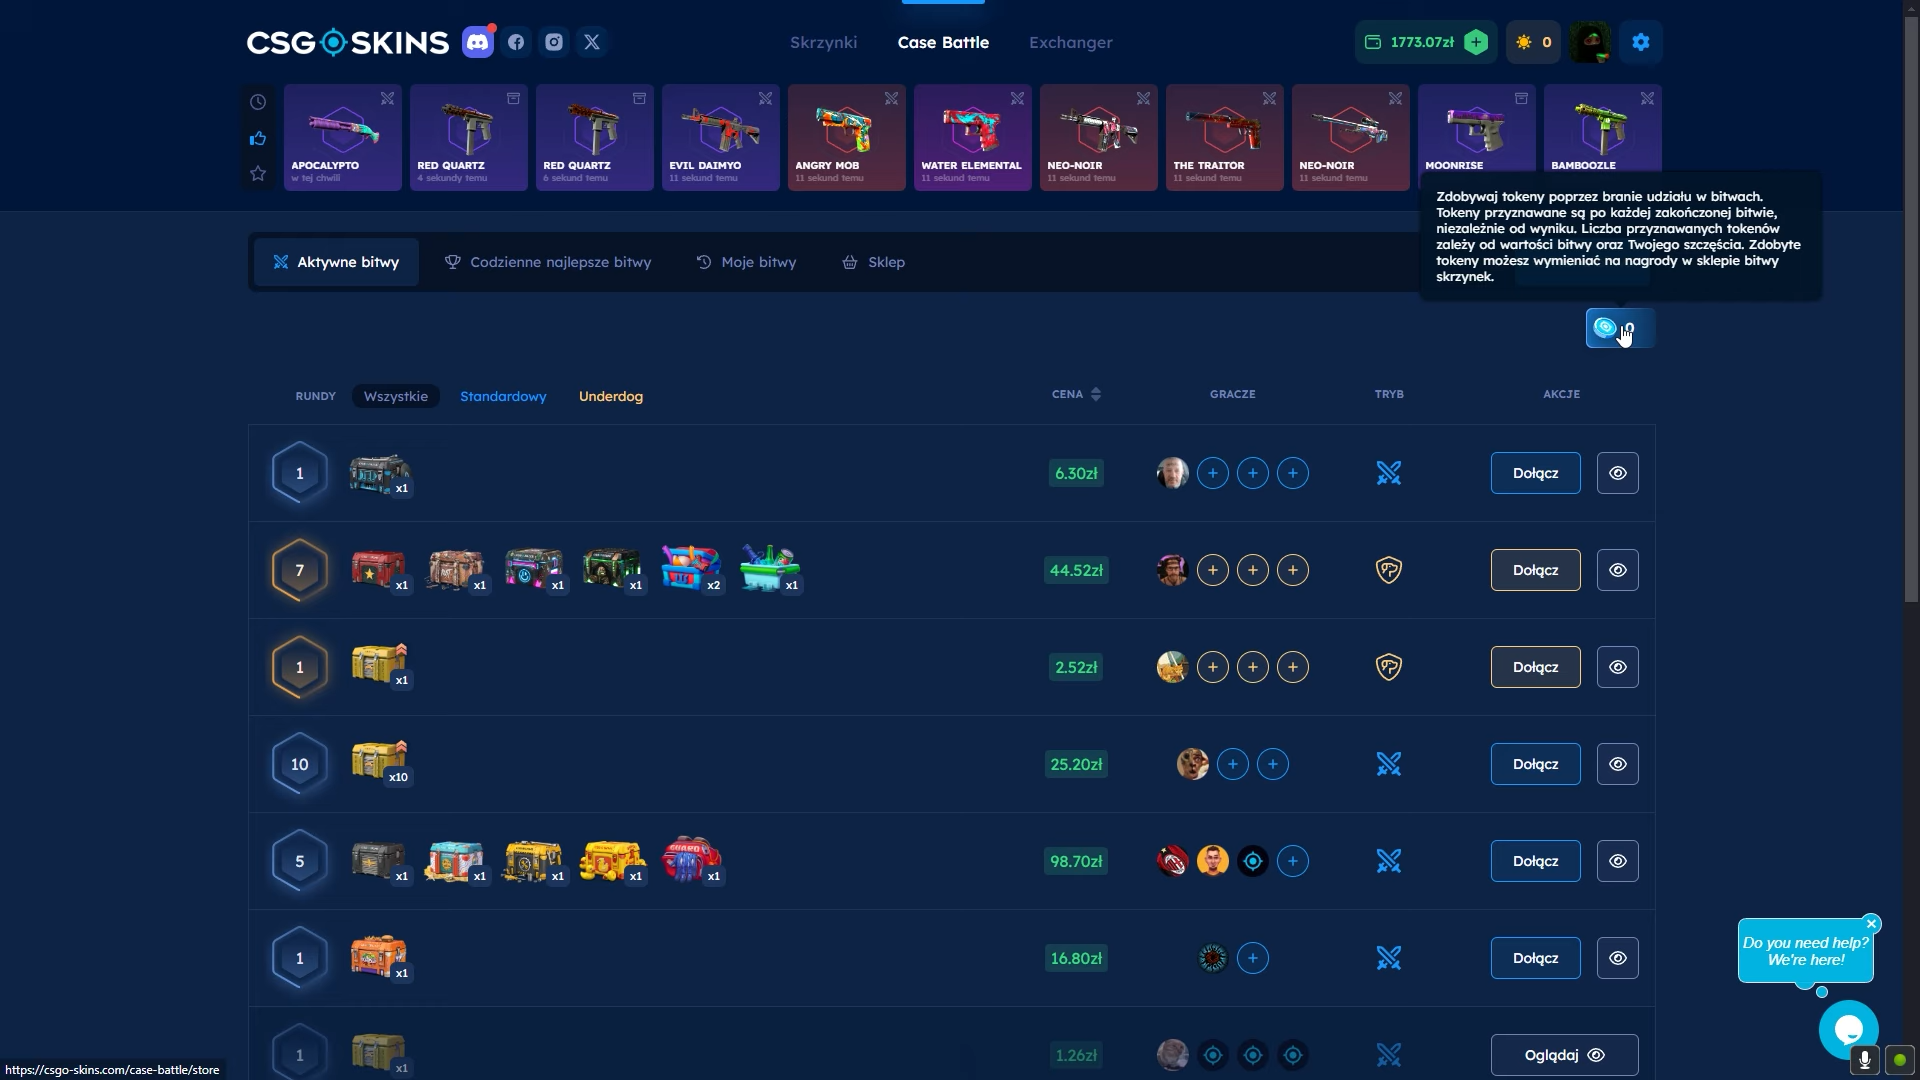 CSG SKINS
Skrzynki
Case Battle
Exchanger
1773.07zł
0
APOCALYPTO
w tej chwili
RED QUARTZ
4 sekundy temu
RED QUARTZ
6 sekund temu
EVIL DAIMYO
11 sekund temu
ANGRY MOB
11 sekund temu
WATER ELEMENTAL
11 sekund temu
NEO-NOIR
11 sekund temu
THE TRAITOR
11 sekund temu
NEO-NOIR
11 sekund temu
MOONRISE
BAMBOOZLE
Zdobywaj tokeny poprzez branie udziału w bitwach.
Tokeny przyznawane są po każdej zakończonej bitwie,
niezależnie od wyniku. Liczba przyznawanych tokenów
zależy od wartości bitwy oraz Twojego szczęścia. Zdobyte
tokeny możesz wymieniać na nagrody w sklepie bitwy
skrzynek.
Aktywne bitwy
Codzienne najlepsze bitwy
Moje bitwy
Sklep
0
RUNDY
Wszystkie
Standardowy
Underdog
CENA
GRACZE
TRYB
AKCJE
1
x1
6.30zł
Dołącz
7
x1
x1
x1
x1
x2
x1
44.52zł
Dołącz
1
x1
2.52zł
Dołącz
10
x10
25.20zł
Dołącz
5
x1
x1
x1
x1
x1
98.70zł
Dołącz
1
x1
16.80zł
Dołącz
1
x1
1.26zł
Oglądaj
Do you need help?
We're here!
https://csgo-skins.com/case-battle/store